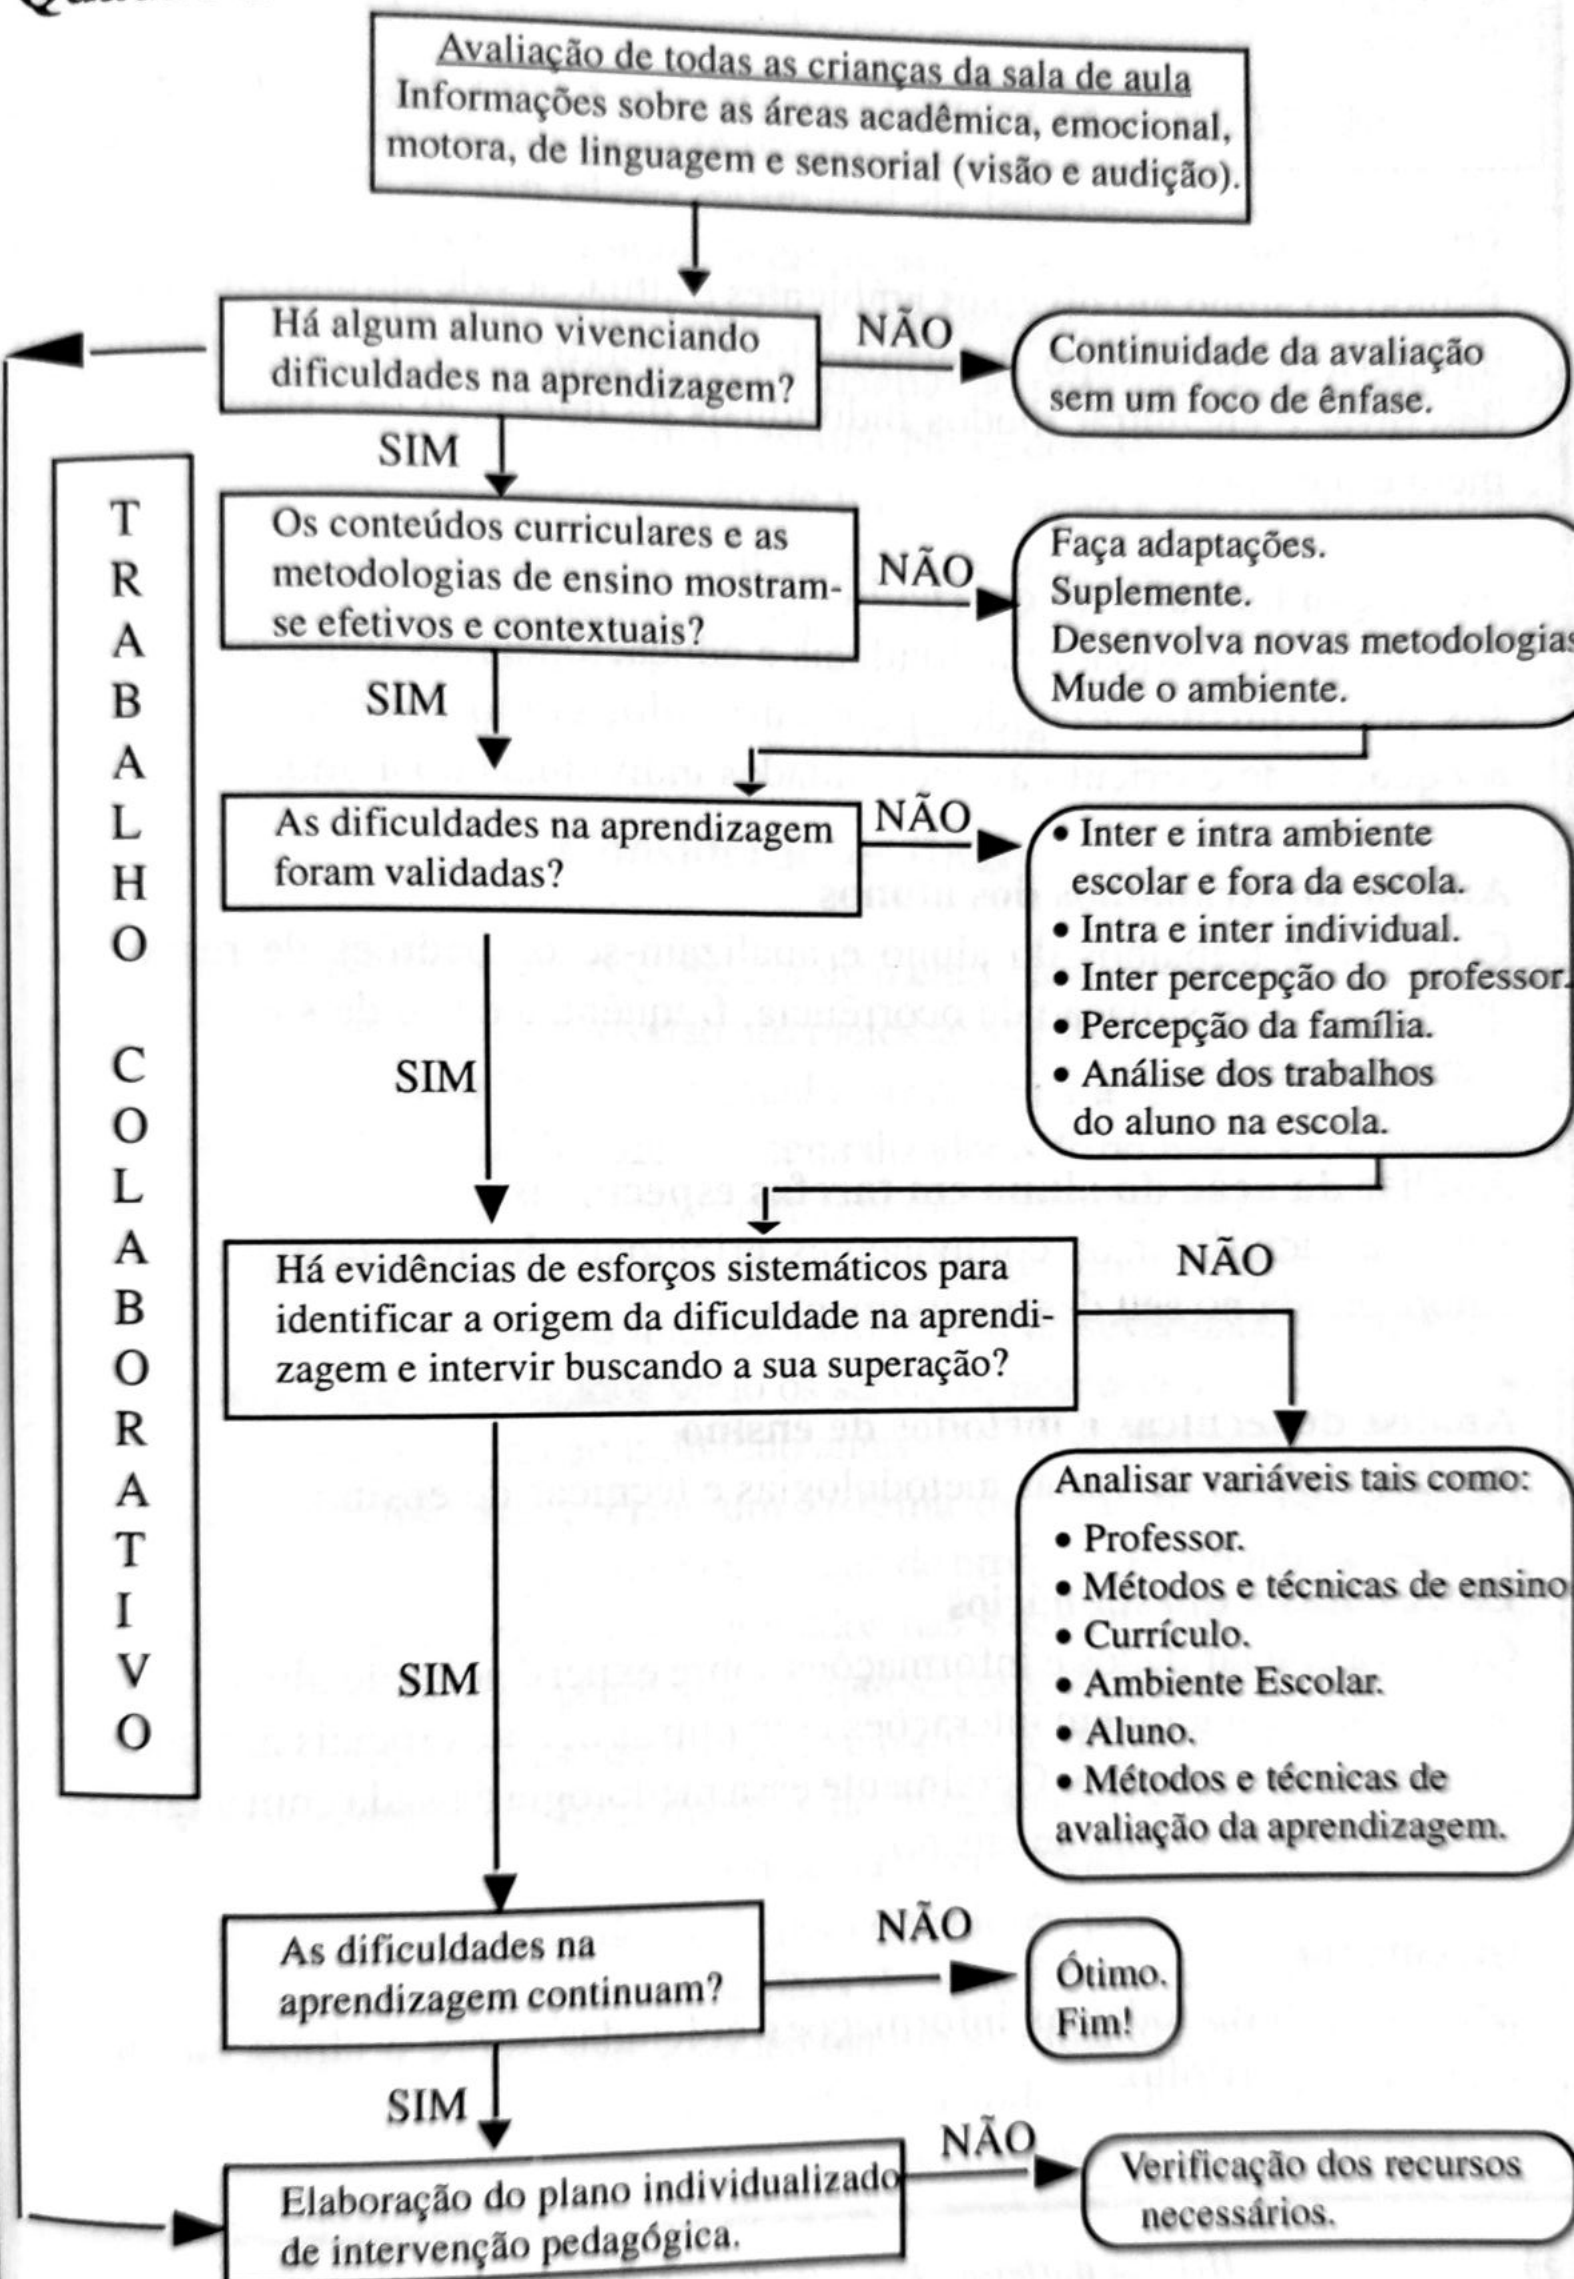 Avaliação de todas as crianças da sala de aula
Informações sobre as áreas acadêmica, emocional,
motora, de linguagem e sensorial (visão e audição).
Há algum aluno vivenciando
dificuldades na aprendizagem?
NÃO
Continuidade da avaliação
sem um foco de ênfase.
SIM
TRABALHO COLABORATIVO
Os conteúdos curriculares e as
metodologias de ensino mostram-
se efetivos e contextuais?
NÃO
Faça adaptações.
Suplemente.
Desenvolva novas metodologias
Mude o ambiente.
SIM
As dificuldades na aprendizagem
foram validadas?
NÃO
• Inter e intra ambiente
escolar e fora da escola.
• Intra e inter individual.
• Inter percepção do professor.
• Percepção da família.
• Análise dos trabalhos
do aluno na escola.
SIM
Há evidências de esforços sistemáticos para
identificar a origem da dificuldade na aprendi-
zagem e intervir buscando a sua superação?
NÃO
Analisar variáveis tais como:
• Professor.
• Métodos e técnicas de ensino
• Currículo.
• Ambiente Escolar.
• Aluno.
• Métodos e técnicas de
avaliação da aprendizagem.
SIM
As dificuldades na
aprendizagem continuam?
NÃO
Ótimo.
Fim!
SIM
Elaboração do plano individualizado
de intervenção pedagógica.
NÃO
Verificação dos recursos
necessários.